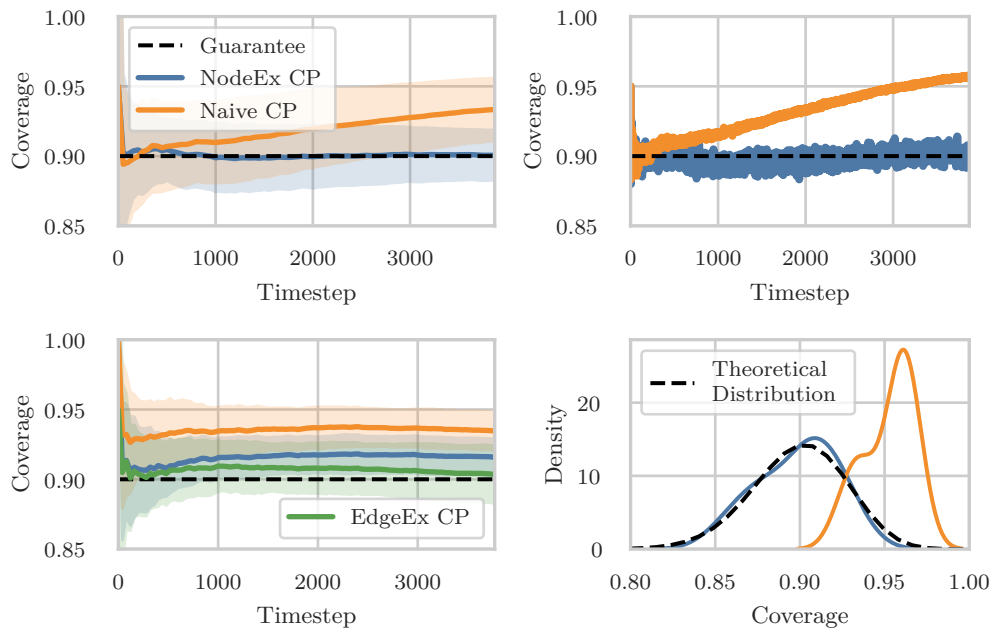 1.00
0.95
0.90
0.85
Coverage
Guarantee
NodeEx CP
Naive CP
0
1000
2000
3000
Timestep
1.00
0.95
0.90
0.85
Coverage
0
1000
2000
3000
Timestep
1.00
0.95
0.90
0.85
Coverage
EdgeEx CP
0
1000
2000
3000
Timestep
20
10
0
Density
Theoretical
Distribution
0.80
0.85
0.90
0.95
1.00
Coverage